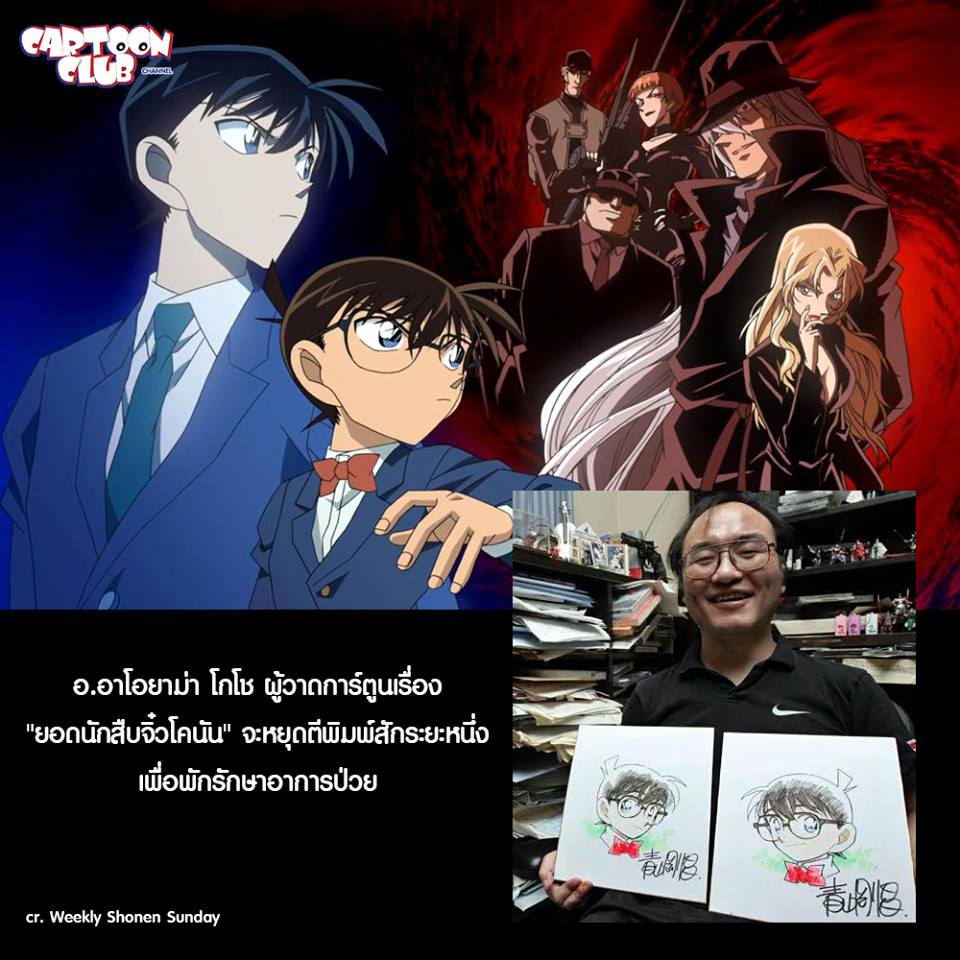 CARTOON
CLUB
CHANNEL
อ.อาโอยาม่า โกโช ผู้วาดการ์ตูนเรื่อง
"ยอดนักสืบจิ๋วโคนัน" จะหยุดตีพิมพ์สักระยะหนึ่ง
เพื่อพักรักษาอาการป่วย
cr. Weekly Shonen Sunday